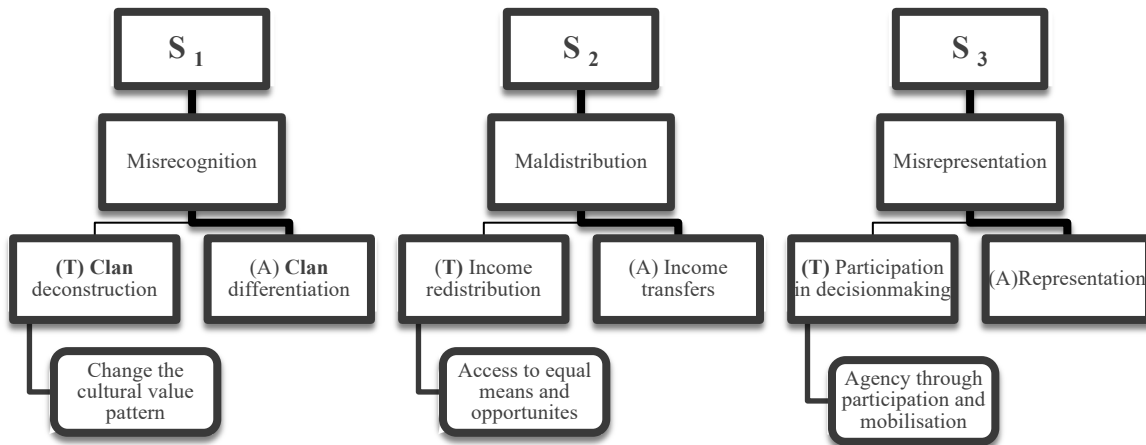 S 1
Misrecognition
(T) Clan
deconstruction
(A) Clan
differentiation
Change the
cultural value
pattern
S 2
Maldistribution
(T) Income
redistribution
(A) Income
transfers
Access to equal
means and
opportunites
S 3
Misrepresentation
(T) Participation
in decisionmaking
(A)Representation
Agency through
participation and
mobilisation